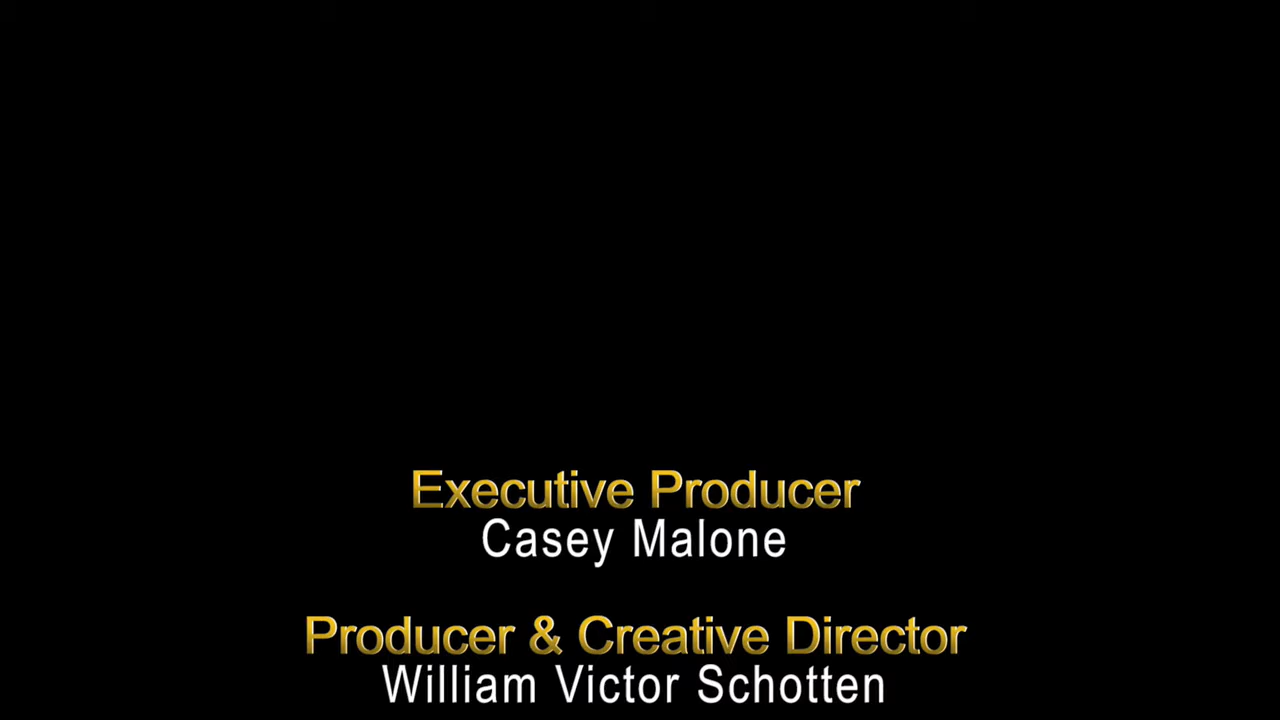 Executive Producer
Casey Malone
Producer & Creative Director
William Victor Schotten